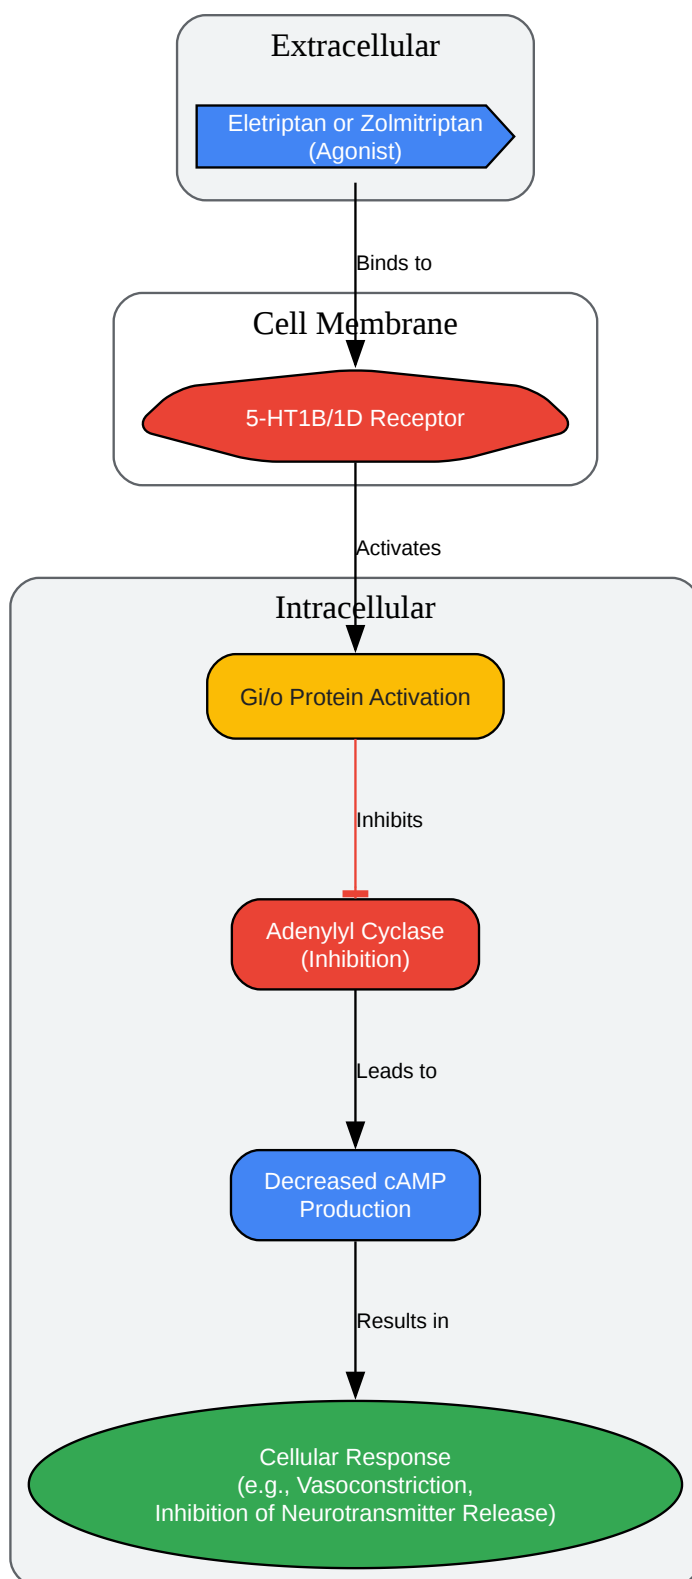 Extracellular
Eletriptan or Zolmitriptan
(Agonist)
Binds to
Cell Membrane
5-HT1B/1D Receptor
Activates
Intracellular
Gi/o Protein Activation
Inhibits
Adenylyl Cyclase
(Inhibition)
Leads to
Decreased cAMP
Production
Results in
Cellular Response
(e.g., Vasoconstriction,
Inhibition of Neurotransmitter Release)